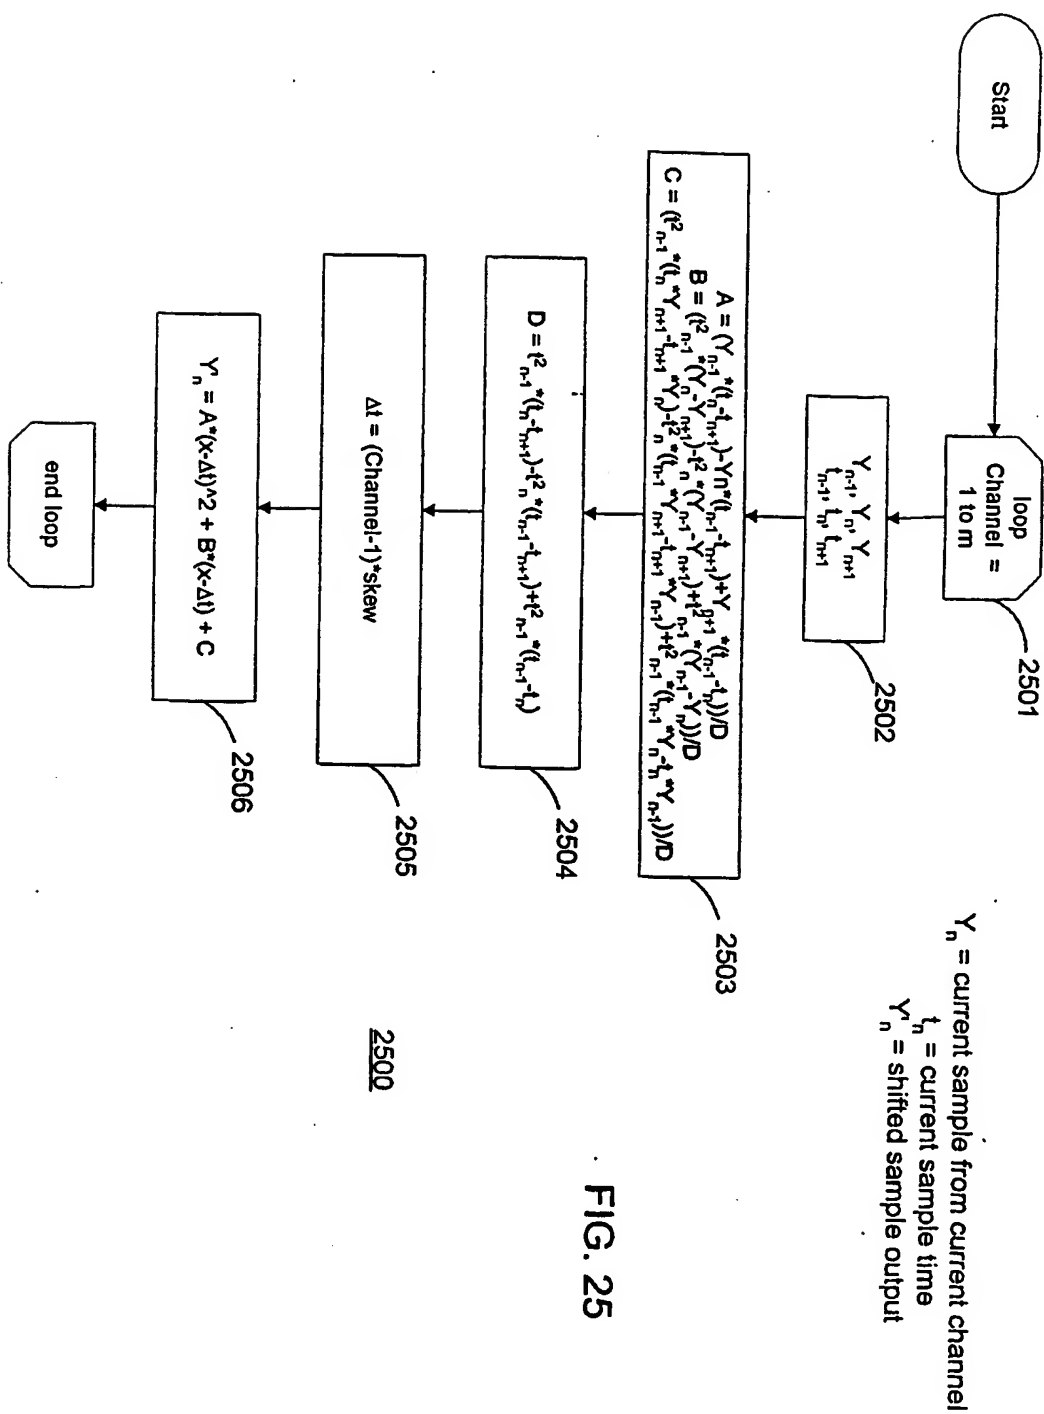 Start
loop
Channel =
1 to m
2501
Yn-1, Yn, Yn+1
tn-1, tn, tn+1
2502
A = (Yn-1*(tn-tn+1)-Yn*(tn-1-tn+1)+Yn+1*(tn-1-tn))/D
B = (t²n-1*(Yn-Yn+1)-t²n*(Yn-1-Yn+1)+t²n-1*(Yn-1-Yn))/D
C = (t²n-1*(tn*Yn+1-tn+1*Yn)-t²n*(tn-1*Yn+1-tn+1*Yn-1)+t²n-1*(tn-1*Yn-tn*Yn-1))/D
2503
D = t²n-1*(tn-tn+1)-t²n*(tn-1-tn+1)+t²n-1*(tn-1-tn)
2504
Δt = (Channel-1)*skew
2505
Y'n = A*(x-Δt)^2 + B*(x-Δt) + C
2506
end loop
Yn = current sample from current channel
tn = current sample time
Y'n = shifted sample output
2500
FIG. 25